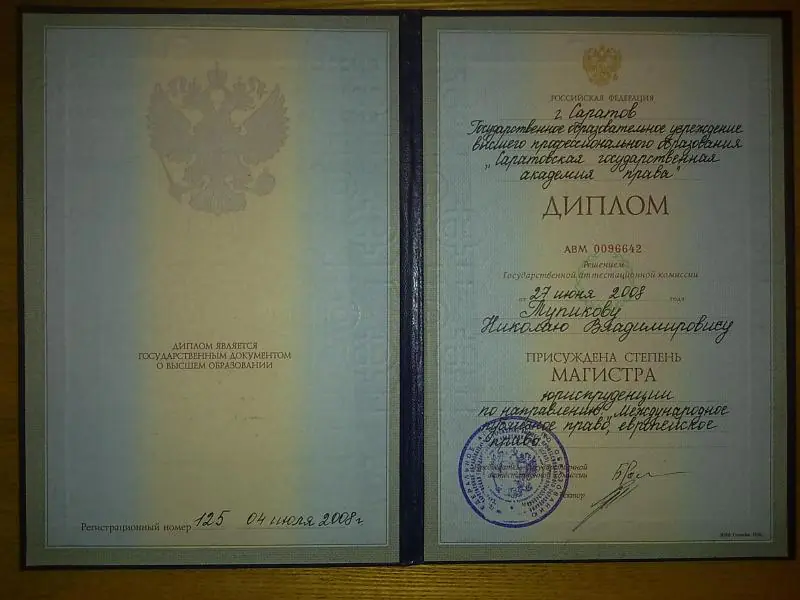 ДИПЛОМ ЯВЛЯЕТСЯ
ГОСУДАРСТВЕННЫМ ДОКУМЕНТОМ
О ВЫСШЕМ ОБРАЗОВАНИИ
Регистрационный номер 125 04 июля 2008 г
РОССИЙСКАЯ ФЕДЕРАЦИЯ
г. Саратов
Государственное образовательное учреждение
высшего профессионального образования
"Саратовская государственная
академия права"
ДИПЛОМ
АВМ 0096642
Решением
Государственной аттестационной комиссии
от 27 июня 2008 года
Тупикову
Николаю Владимировичу
ПРИСУЖДЕНА СТЕПЕНЬ
МАГИСТРА
юриспруденции
по направлению "Международное
право, европейское
право"